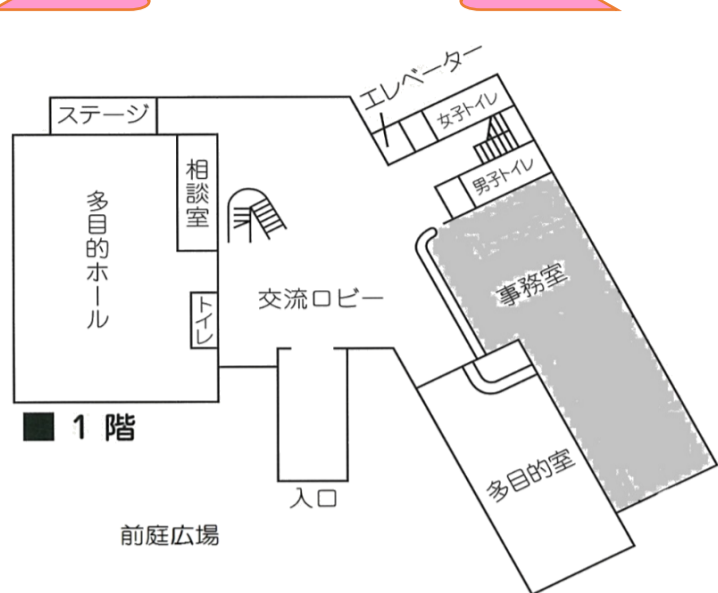 エレベーター
ステージ
女子トイレ
相談室
男子トイレ
多目的ホール
事務室
交流ロビー
トイレ
■ 1 階
多目的室
入口
前庭広場